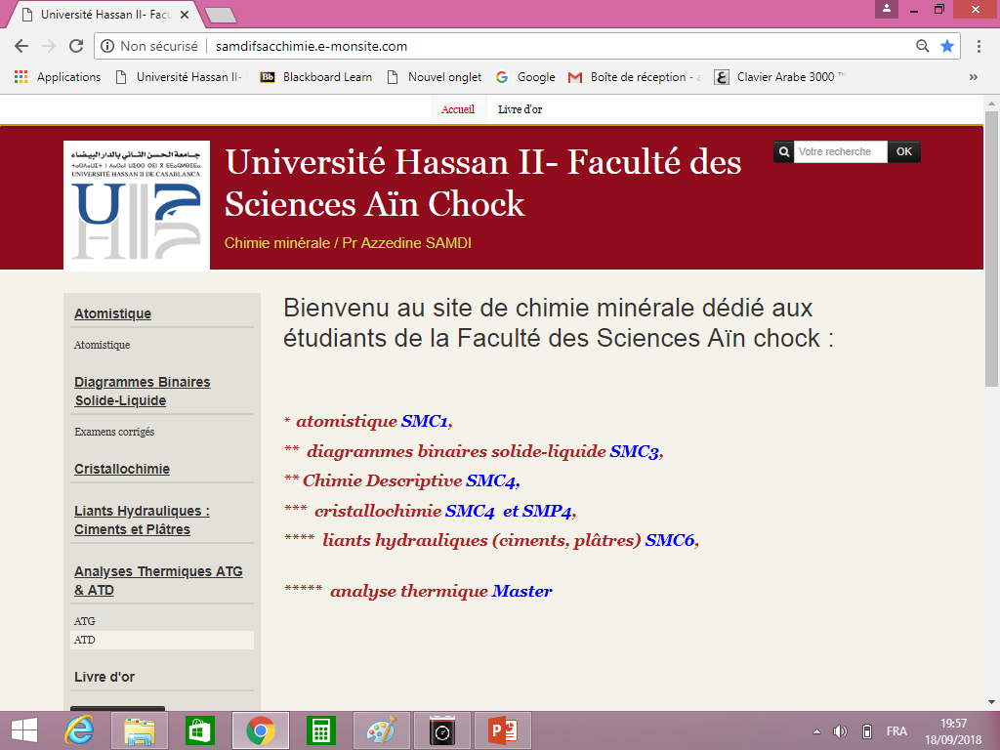 Université Hassan II- Facu
Non sécurisé
samdifsacchimie.e-monsite.com
Applications
Université Hassan II-
Bb Blackboard Learn
Nouvel onglet
Google
Boîte de réception -
Clavier Arabe 3000 ™
»
Accueil
Livre d'or
جامعة الحسن الثاني بالدار البيضاء
UNIVERSITÉ HASSAN II DE CASABLANCA
Université Hassan II- Faculté des
Sciences Aïn Chock
Chimie minérale / Pr Azzedine SAMDI
Votre recherche
OK
Atomistique
Atomistique
Diagrammes Binaires
Solide-Liquide
Examens corrigés
Cristallochimie
Liants Hydrauliques :
Ciments et Plâtres
Analyses Thermiques ATG
& ATD
ATG
ATD
Livre d'or
Bienvenu au site de chimie minérale dédié aux
étudiants de la Faculté des Sciences Aïn chock :
* atomistique SMC1,
** diagrammes binaires solide-liquide SMC3,
** Chimie Descriptive SMC4,
*** cristallochimie SMC4 et SMP4,
**** liants hydrauliques (ciments, plâtres) SMC6,
***** analyse thermique Master
FRA
19:57
18/09/2018